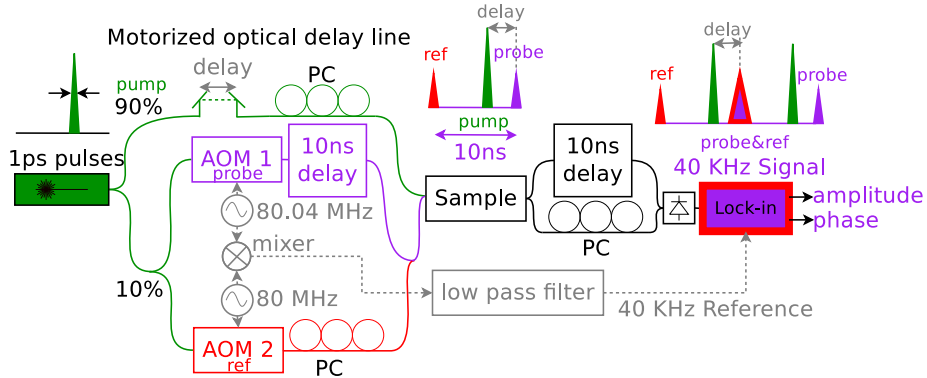 Motorized optical delay line
delay
PC
pump
90%
1ps pulses
AOM 1
probe
10ns
delay
80.04 MHz
mixer
10%
80 MHz
AOM 2
ref
PC
delay
ref
probe
pump
10ns
Sample
10ns
delay
PC
low pass filter
delay
ref
probe
probe&ref
40 KHz Signal
Lock-in
amplitude
phase
40 KHz Reference